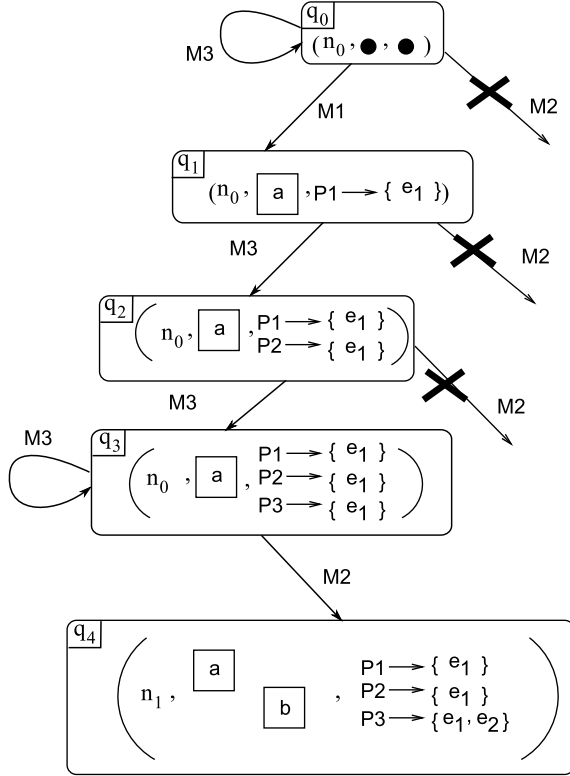 q0
M3
(n0, ●, ●)
M1
M2
q1
(n0, a, P1 → { e1 })
M3
M2
q2
P1 → { e1 }
( n0, a , )
P2 → { e1 }
M3
M2
M3
q3
P1 → { e1 }
( n0 , a , P2 → { e1 } )
P3 → { e1 }
M2
q4
a
P1 → { e1 }
( n1, , P2 → { e1 } )
b
P3 → {e1, e2}